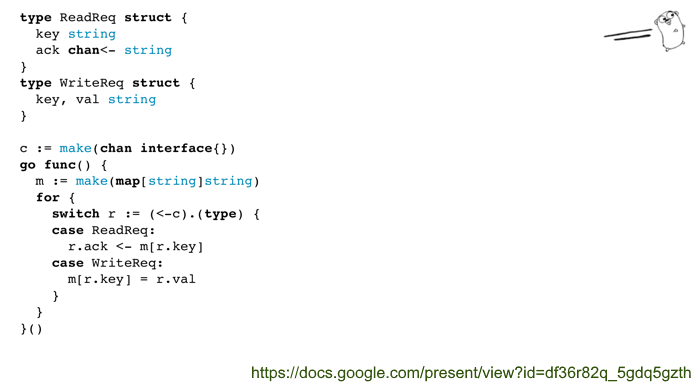 type ReadReq struct {
  key string
  ack chan<- string
}
type WriteReq struct {
  key, val string
}

c := make(chan interface{})
go func() {
  m := make(map[string]string)
  for {
    switch r := (<-c).(type) {
    case ReadReq:
      r.ack <- m[r.key]
    case WriteReq:
      m[r.key] = r.val
    }
  }
}()
https://docs.google.com/present/view?id=df36r82q_5gdq5gzth